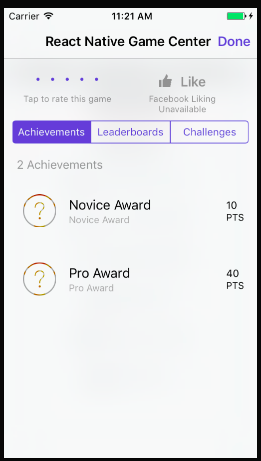 Carrier 11:21 AM
React Native Game Center Done
• • • • •
Tap to rate this game
Like
Facebook Liking
Unavailable
Achievements Leaderboards Challenges
2 Achievements
? Novice Award 10
Novice Award PTS
? Pro Award 40
Pro Award PTS